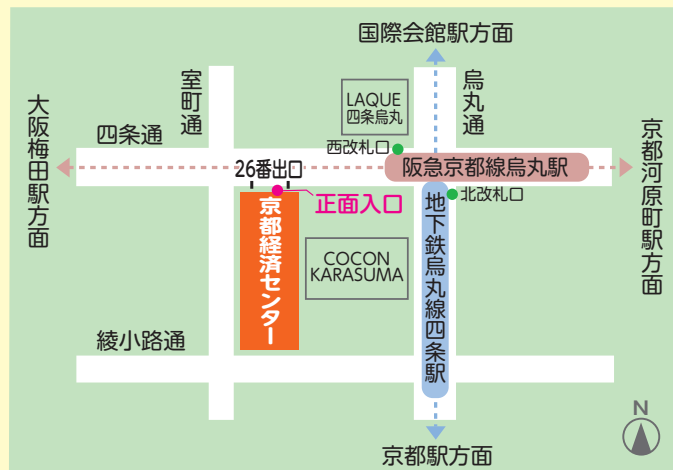 国際会館駅方面
室町通
烏丸通
LAQUE
四条烏丸
大阪梅田駅方面
四条通
西改札口
京都河原町駅方面
26番出口
阪急京都線烏丸駅
正面入口
北改札口
京都経済センター
地下鉄烏丸線四条駅
COCON
KARASUMA
綾小路通
N
京都駅方面